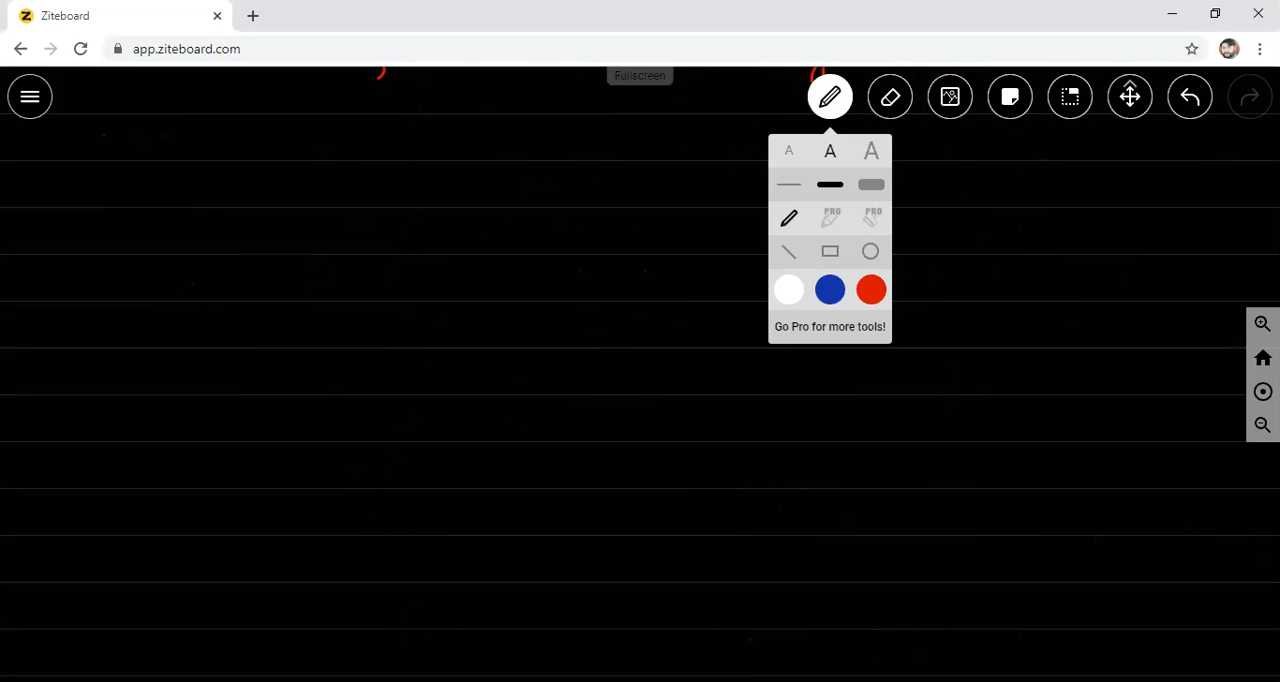 Ziteboard
app.ziteboard.com
Fullscreen
A A A
PRO PRO
Go Pro for more tools!